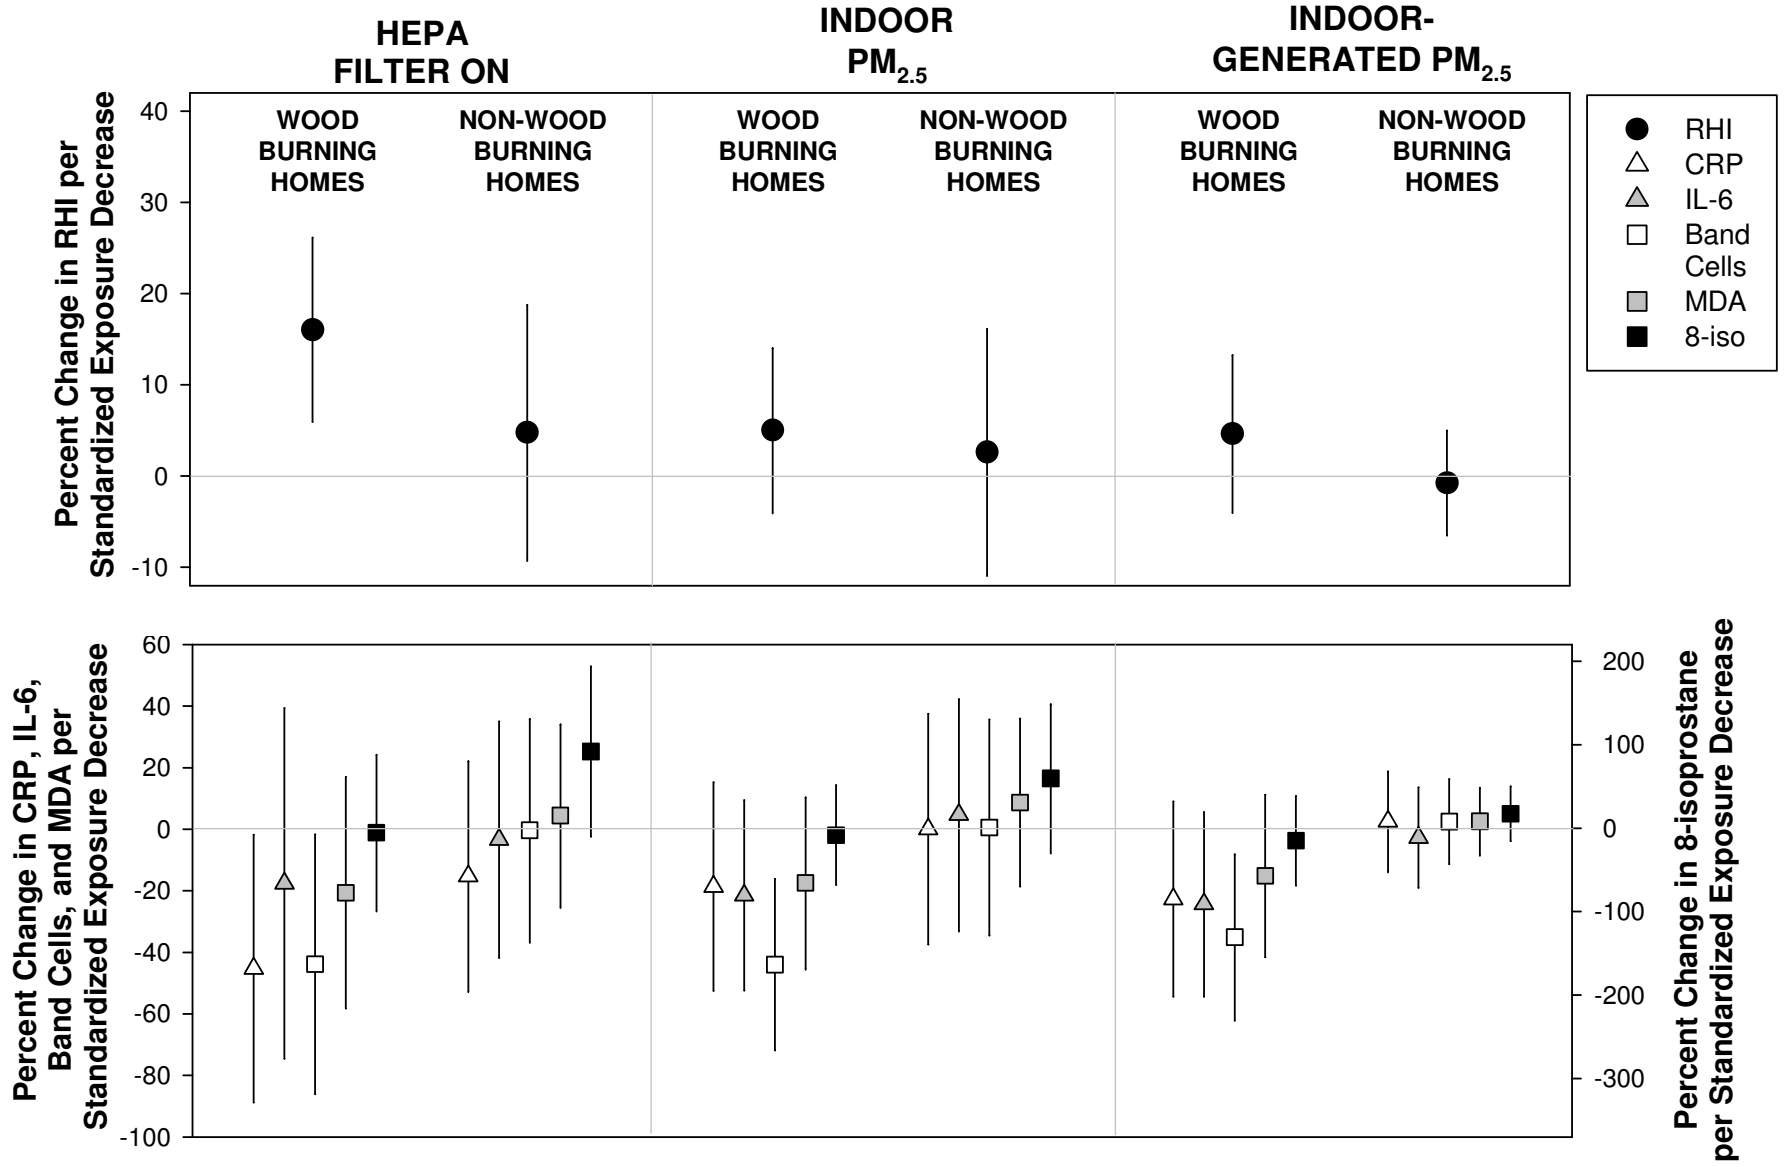 HEPA
FILTER ON
INDOOR
PM2.5
INDOOR-
GENERATED PM2.5
WOOD
BURNING
HOMES
NON-WOOD
BURNING
HOMES
WOOD
BURNING
HOMES
NON-WOOD
BURNING
HOMES
WOOD
BURNING
HOMES
NON-WOOD
BURNING
HOMES
Percent Change in RHI per
Standardized Exposure Decrease
40
30
20
10
0
-10
RHI
CRP
IL-6
Band
Cells
MDA
8-iso
Percent Change in CRP, IL-6,
Band Cells, and MDA per
Standardized Exposure Decrease
60
40
20
0
-20
-40
-60
-80
-100
200
100
0
-100
-200
-300
Percent Change in 8-isoprostane
per Standardized Exposure Decrease